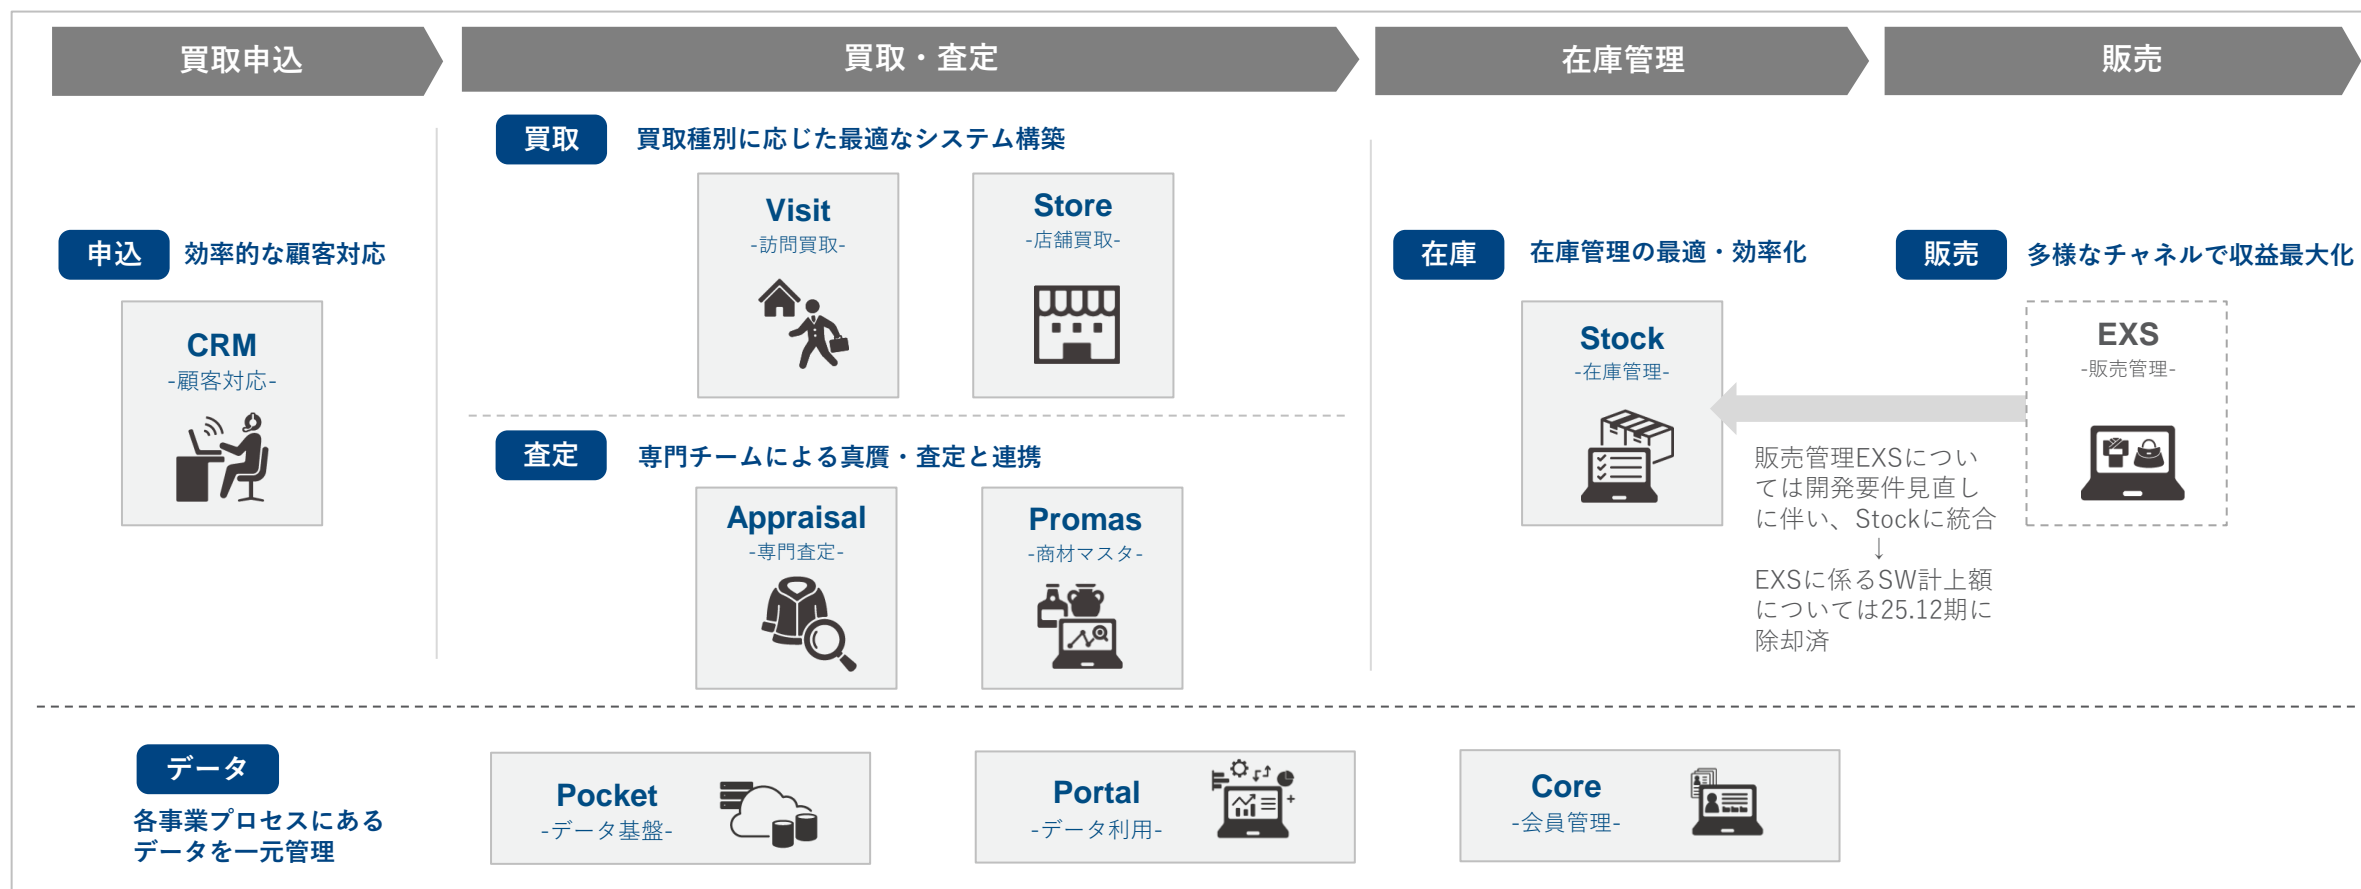 買取申込
買取・査定
在庫管理
販売
買取
買取種別に応じた最適なシステム構築
Visit
-訪問買取-
Store
-店舗買取-
申込
効率的な顧客対応
CRM
-顧客対応-
査定
専門チームによる真贋・査定と連携
Appraisal
-専門査定-
Promas
-商材マスタ-
在庫
在庫管理の最適・効率化
Stock
-在庫管理-
販売
多様なチャネルで収益最大化
EXS
-販売管理-
販売管理EXSについ
ては開発要件見直し
に伴い、Stockに統合
↓
EXSに係るSW計上額
については25.12期に
除却済
データ
各事業プロセスにある
データを一元管理
Pocket
-データ基盤-
Portal
-データ利用-
Core
-会員管理-